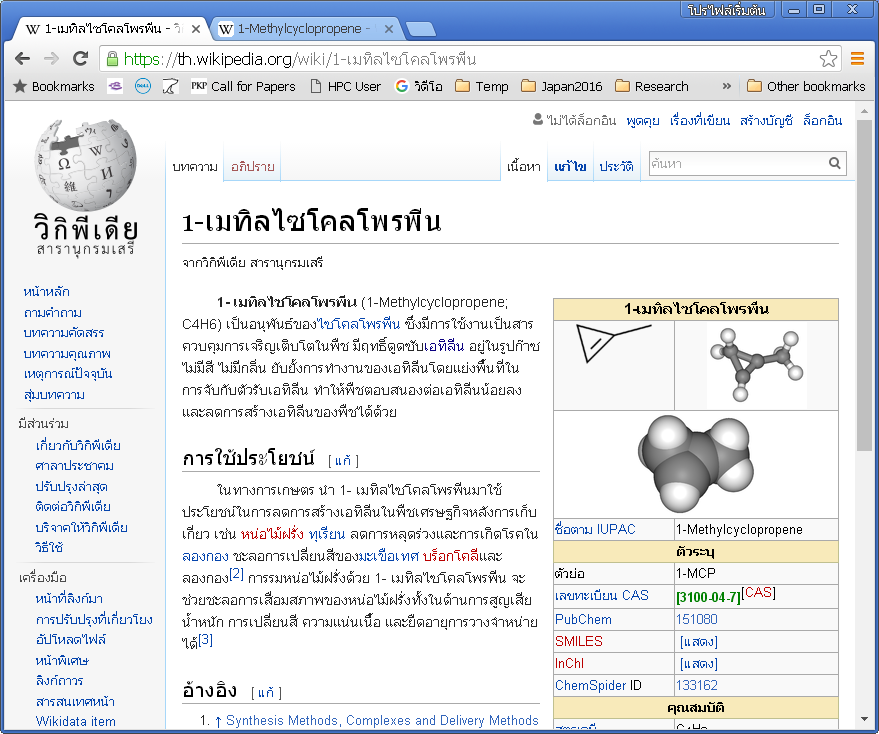 โปรไฟล์เริ่มต้น
1-เมทิลไซโคลโพรพีน - วิ
1-Methylcyclopropene -
https://th.wikipedia.org/wiki/1-เมทิลไซโคลโพรพีน
Bookmarks
PKP Call for Papers
HPC User
วิดีโอ
Temp
Japan2016
Research
»
Other bookmarks
ไม่ได้ล็อกอิน พูดคุย เรื่องที่เขียน สร้างบัญชี ล็อกอิน
บทความ อภิปราย เนื้อหา แก้ไข ประวัติ ค้นหา
วิกิพีเดีย
สารานุกรมเสรี
หน้าหลัก
ถามคำถาม
บทความคัดสรร
บทความคุณภาพ
เหตุการณ์ปัจจุบัน
สุ่มบทความ
มีส่วนร่วม
เกี่ยวกับวิกิพีเดีย
ศาลาประชาคม
ปรับปรุงล่าสุด
ติดต่อวิกิพีเดีย
บริจาคให้วิกิพีเดีย
วิธีใช้
เครื่องมือ
หน้าที่ลิงก์มา
การปรับปรุงที่เกี่ยวโยง
อัปโหลดไฟล์
หน้าพิเศษ
ลิงก์ถาวร
สารสนเทศหน้า
Wikidata item
1-เมทิลไซโคลโพรพีน
จากวิกิพีเดีย สารานุกรมเสรี
1- เมทิลไซโคลโพรพีน (1-Methylcyclopropene;
C4H6) เป็นอนุพันธ์ของไซโคลโพรพีน ซึ่งมีการใช้งานเป็นสาร
ควบคุมการเจริญเติบโตในพืช มีฤทธิ์ดูดซับเอทิลีน อยู่ในรูปก๊าซ
ไม่มีสี ไม่มีกลิ่น ยับยั้งการทำงานของเอทิลีนโดยแย่งพื้นที่ใน
การจับกับตัวรับเอทิลีน ทำให้พืชตอบสนองต่อเอทิลีนน้อยลง
และลดการสร้างเอทิลีนของพืชได้ด้วย
การใช้ประโยชน์ [ แก้ ]
ในทางการเกษตร นำ 1- เมทิลไซโคลโพรพีนมาใช้
ประโยชน์ในการลดการสร้างเอทิลีนในพืชเศรษฐกิจหลังการเก็บ
เกี่ยว เช่น หน่อไม้ฝรั่ง ทุเรียน ลดการหลุดร่วงและการเกิดโรคใน
ลองกอง ชะลอการเปลี่ยนสีของมะเขือเทศ บร็อกโคลีและ
ลองกอง[2] การรมหน่อไม้ฝรั่งด้วย 1- เมทิลไซโคลโพรพีน จะ
ช่วยชะลอการเสื่อมสภาพของหน่อไม้ฝรั่งทั้งในด้านการสูญเสีย
น้ำหนัก การเปลี่ยนสี ความแน่นเนื้อ และยืดอายุการวางจำหน่าย
ได้[3]
อ้างอิง [ แก้ ]
1. ↑ Synthesis Methods, Complexes and Delivery Methods
1-เมทิลไซโคลโพรพีน
ชื่อตาม IUPAC 1-Methylcyclopropene
ตัวระบุ
ตัวย่อ 1-MCP
เลขทะเบียน CAS [3100-04-7][CAS]
PubChem 151080
SMILES [แสดง]
InChI [แสดง]
ChemSpider ID 133162
คุณสมบัติ
สูตรเคมี C4H6